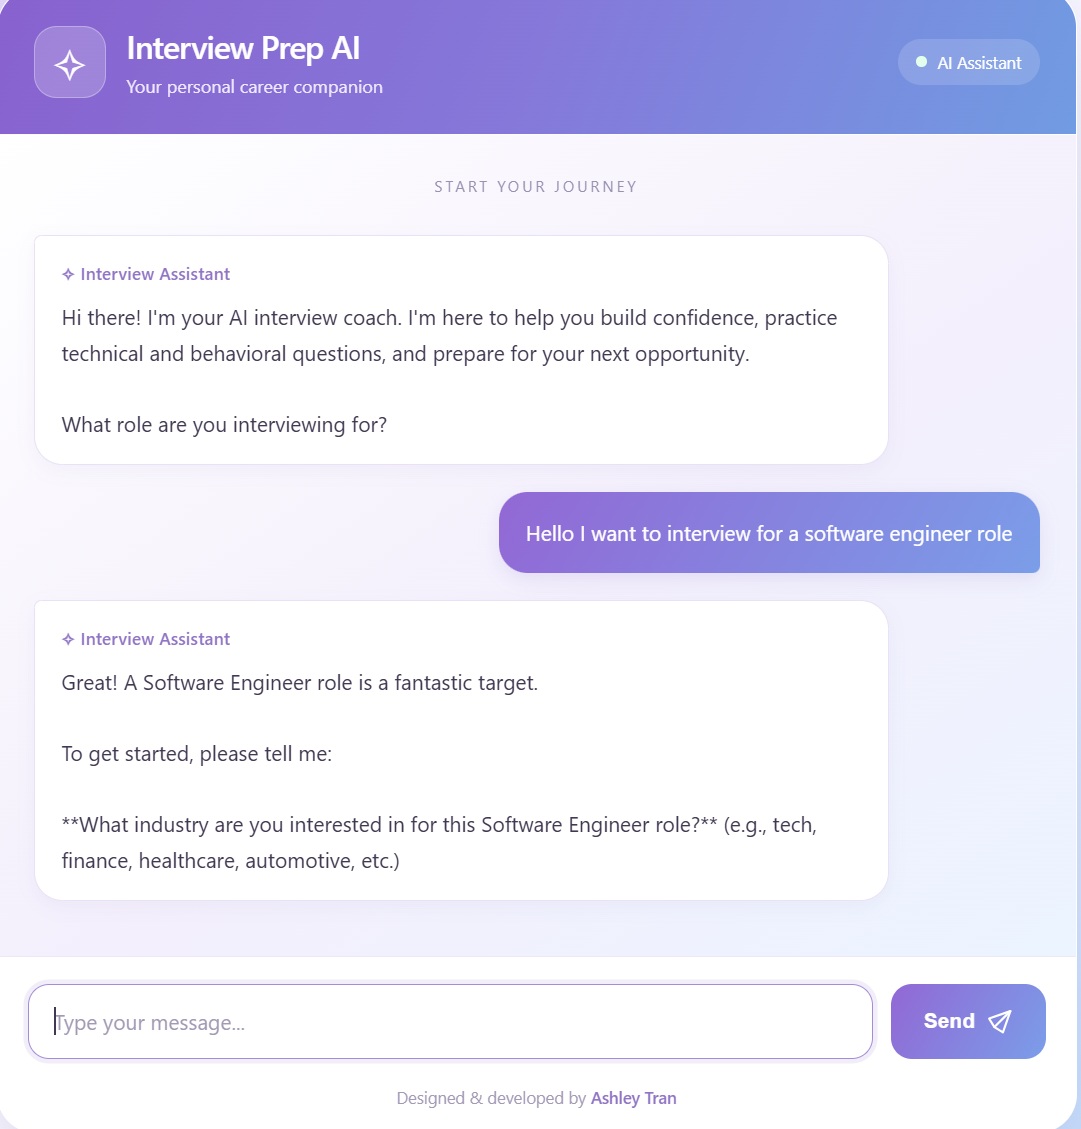 Interview Prep AI
Your personal career companion
AI Assistant
START YOUR JOURNEY
Interview Assistant
Hi there! I'm your AI interview coach. I'm here to help you build confidence, practice
technical and behavioral questions, and prepare for your next opportunity.
What role are you interviewing for?
Hello I want to interview for a software engineer role
Interview Assistant
Great! A Software Engineer role is a fantastic target.
To get started, please tell me:
**What industry are you interested in for this Software Engineer role?** (e.g., tech,
finance, healthcare, automotive, etc.)
Type your message...
Send
Designed & developed by Ashley Tran